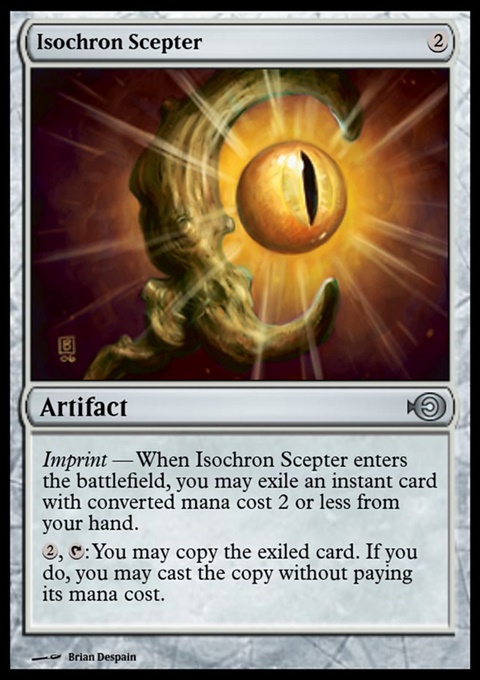 Isochron Scepter 2
B
06
Artifact
Imprint — When Isochron Scepter enters
the battlefield, you may exile an instant card
with converted mana cost 2 or less from
your hand.
2, : You may copy the exiled card. If you
do, you may cast the copy without paying
its mana cost.
Brian Despain